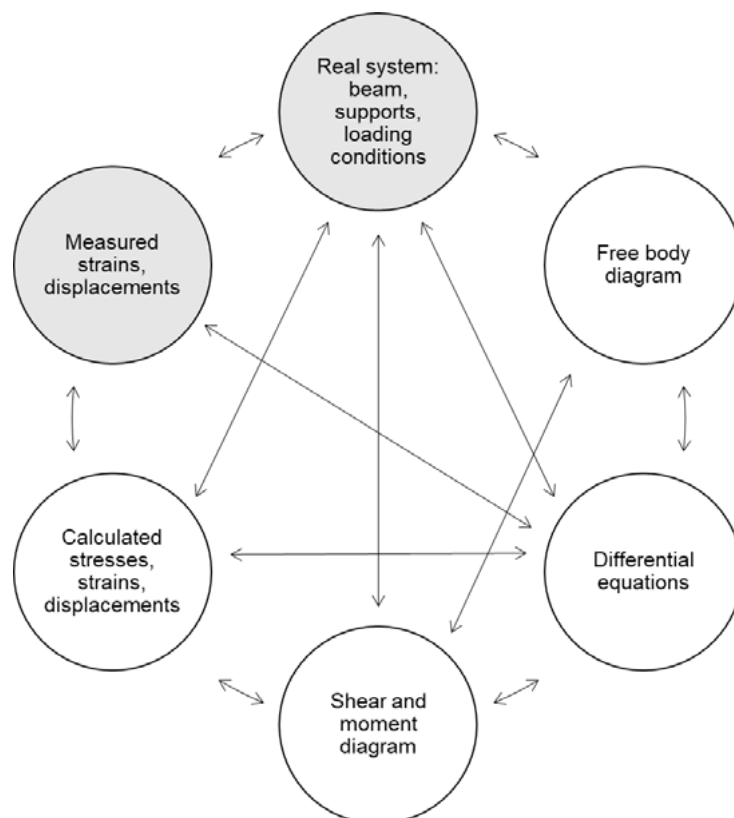 Real system:
beam,
supports,
loading
conditions
Measured
strains,
displacements
Free body
diagram
Calculated
stresses,
strains,
displacements
Differential
equations
Shear and
moment
diagram